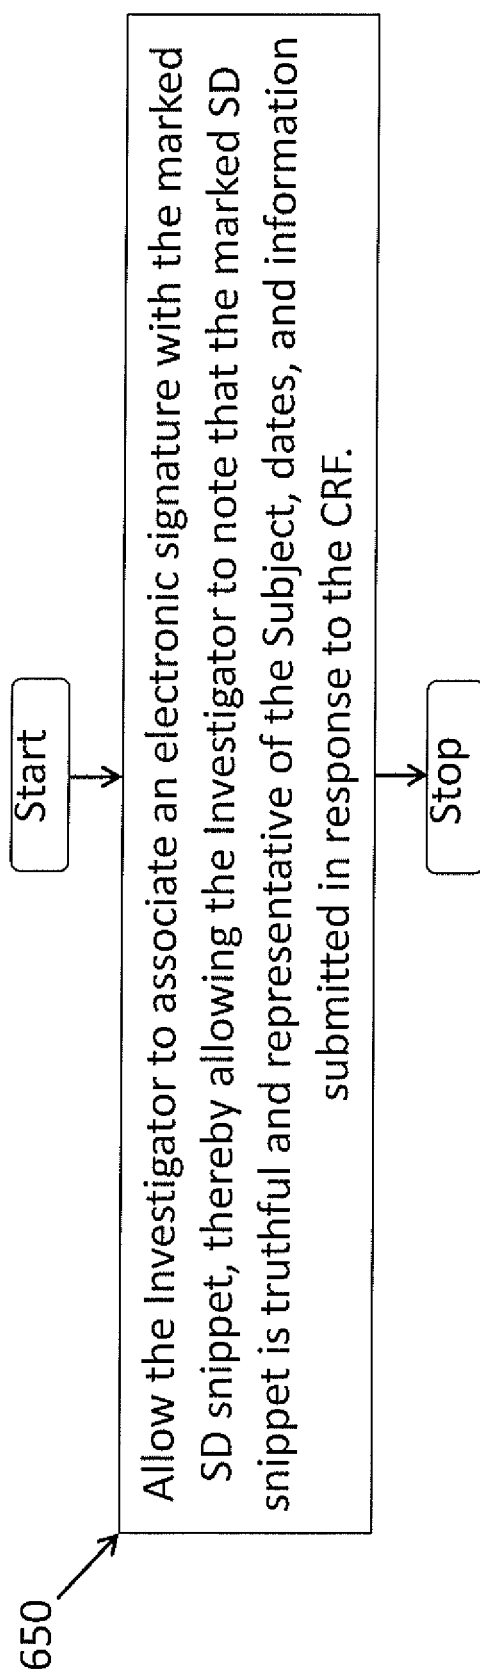 650
Start
Allow the Investigator to associate an electronic signature with the marked
SD snippet, thereby allowing the Investigator to note that the marked SD
snippet is truthful and representative of the Subject, dates, and information
submitted in response to the CRF.
Stop